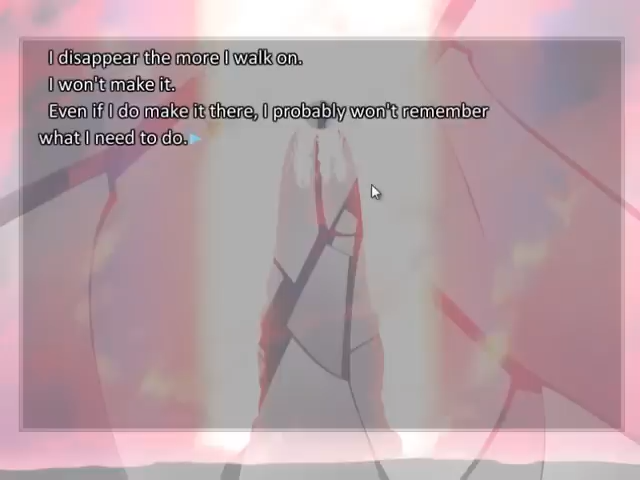 I disappear the more I walk on.
I won't make it.
Even if I do make it there, I probably won't remember
what I need to do.